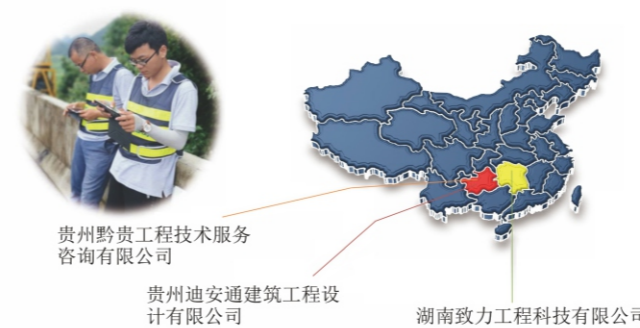 贵州黔贵工程技术服务
咨询有限公司
贵州迪安通建筑工程设
计有限公司
湖南致力工程科技有限公司